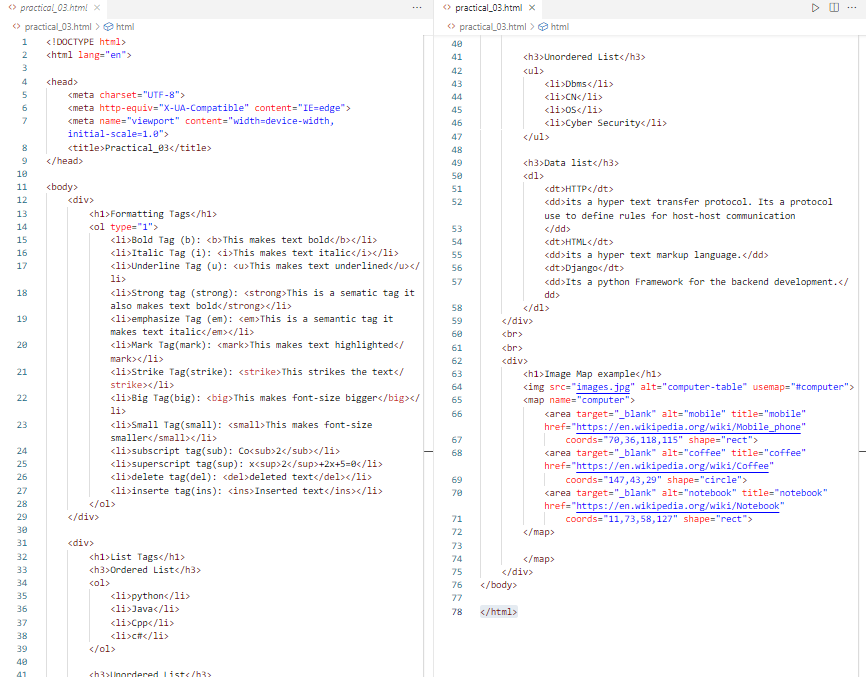 practical_03.html
practical_03.html > html
1 <!DOCTYPE html>
2 <html lang="en">
3
4 <head>
5 <meta charset="UTF-8">
6 <meta http-equiv="X-UA-Compatible" content="IE=edge">
7 <meta name="viewport" content="width=device-width,
initial-scale=1.0">
8 <title>Practical_03</title>
9 </head>
10
11 <body>
12 <div>
13 <h1>Formatting Tags</h1>
14 <ol type="1">
15 <li>Bold Tag (b): <b>This makes text bold</b></li>
16 <li>Italic Tag (i): <i>This makes text italic</i></li>
17 <li>Underline Tag (u): <u>This makes text underlined</u></
li>
18 <li>Strong tag (strong): <strong>This is a sematic tag it
also makes text bold</strong></li>
19 <li>emphasize Tag (em): <em>This is a semantic tag it
makes text italic</em></li>
20 <li>Mark Tag(mark): <mark>This makes text highlighted</
mark></li>
21 <li>Strike Tag(strike): <strike>This strikes the text</
strike></li>
22 <li>Big Tag(big): <big>This makes font-size bigger</big></
li>
23 <li>Small Tag(small): <small>This makes font-size
smaller</small></li>
24 <li>subscript tag(sub): Co<sub>2</sub></li>
25 <li>superscript tag(sup): x<sup>2</sup>+2x+5=0</li>
26 <li>delete tag(del): <del>deleted text</del></li>
27 <li>inserte tag(ins): <ins>Inserted text</ins></li>
28 </ol>
29 </div>
30
31 <div>
32 <h1>List Tags</h1>
33 <h3>Ordered List</h3>
34 <ol>
35 <li>python</li>
36 <li>Java</li>
37 <li>Cpp</li>
38 <li>c#</li>
39 </ol>
40
41 <h3>Unordered List</h3>
practical_03.html
practical_03.html > html
40
41 <h3>Unordered List</h3>
42 <ul>
43 <li>Dbms</li>
44 <li>CN</li>
45 <li>OS</li>
46 <li>Cyber Security</li>
47 </ul>
48
49 <h3>Data list</h3>
50 <dl>
51 <dt>HTTP</dt>
52 <dd>its a hyper text transfer protocol. Its a protocol
use to define rules for host-host communication
53 </dd>
54 <dt>HTML</dt>
55 <dd>its a hyper text markup language.</dd>
56 <dt>Django</dt>
57 <dd>Its a python Framework for the backend development.</
dd>
58 </dl>
59 </div>
60 <br>
61 <br>
62 <div>
63 <h1>Image Map example</h1>
64 <img src="images.jpg" alt="computer-table" usemap="#computer">
65 <map name="computer">
66 <area target="_blank" alt="mobile" title="mobile"
href="https://en.wikipedia.org/wiki/Mobile_phone"
67 coords="70,36,118,115" shape="rect">
68 <area target="_blank" alt="coffee" title="coffee"
href="https://en.wikipedia.org/wiki/Coffee"
69 coords="147,43,29" shape="circle">
70 <area target="_blank" alt="notebook" title="notebook"
href="https://en.wikipedia.org/wiki/Notebook"
71 coords="11,73,58,127" shape="rect">
72 </map>
73
74 </map>
75 </div>
76 </body>
77
78 </html>